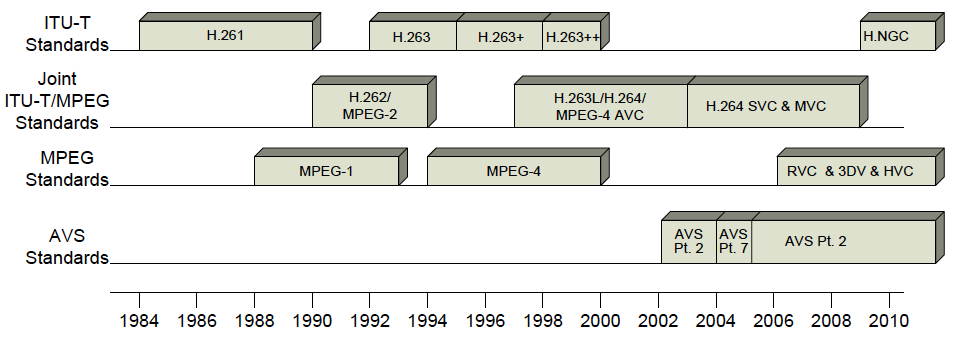 ITU-T
Standards
H.261
H.263
H.263+
H.263++
H.NGC
Joint
ITU-T/MPEG
Standards
H.262/
MPEG-2
H.263L/H.264/
MPEG-4 AVC
H.264 SVC & MVC
MPEG
Standards
MPEG-1
MPEG-4
RVC & 3DV & HVC
AVS
Standards
AVS
Pt. 2
AVS
Pt. 7
AVS Pt. 2
1984 1986 1988 1990 1992 1994 1996 1998 2000 2002 2004 2006 2008 2010